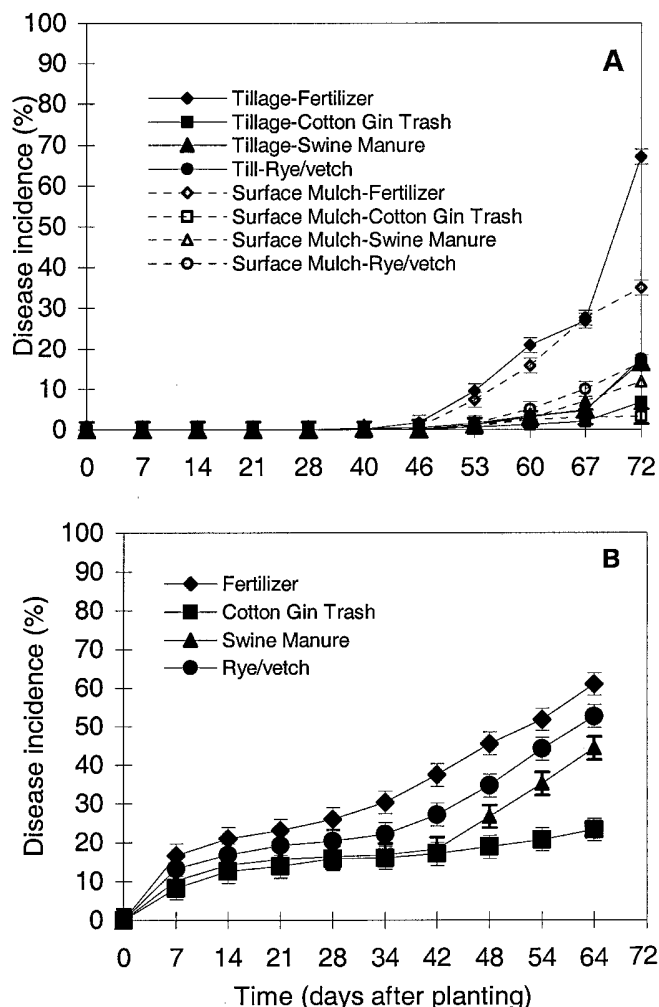 A
Disease incidence (%)
100
90
80
70
60
50
40
30
20
10
0
Tillage-Fertilizer
Tillage-Cotton Gin Trash
Tillage-Swine Manure
Till-Rye/vetch
Surface Mulch-Fertilizer
Surface Mulch-Cotton Gin Trash
Surface Mulch-Swine Manure
Surface Mulch-Rye/vetch
0 7 14 21 28 40 46 53 60 67 72
B
Disease incidence (%)
100
90
80
70
60
50
40
30
20
10
0
Fertilizer
Cotton Gin Trash
Swine Manure
Rye/vetch
0 7 14 21 28 34 42 48 54 64 72
Time (days after planting)